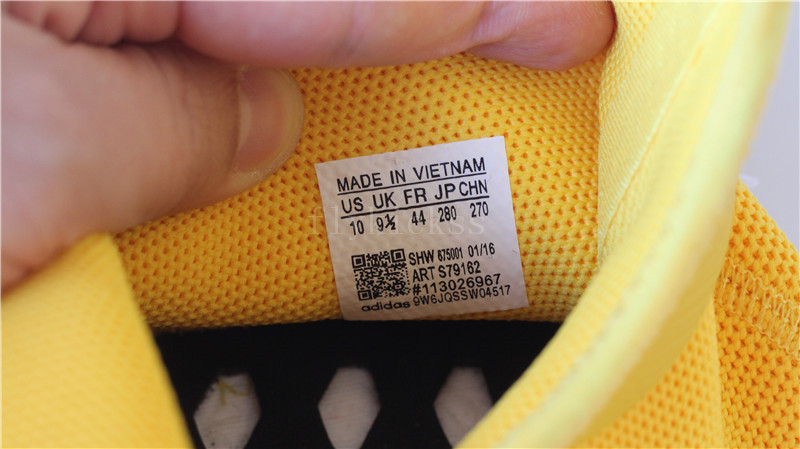 MADE IN VIETNAM
US UK FR JP CHN
10 9½ 44 280 270
SHW 675001 01/16
ART S79162
#113026967
adidas 9W6JQSSW04517